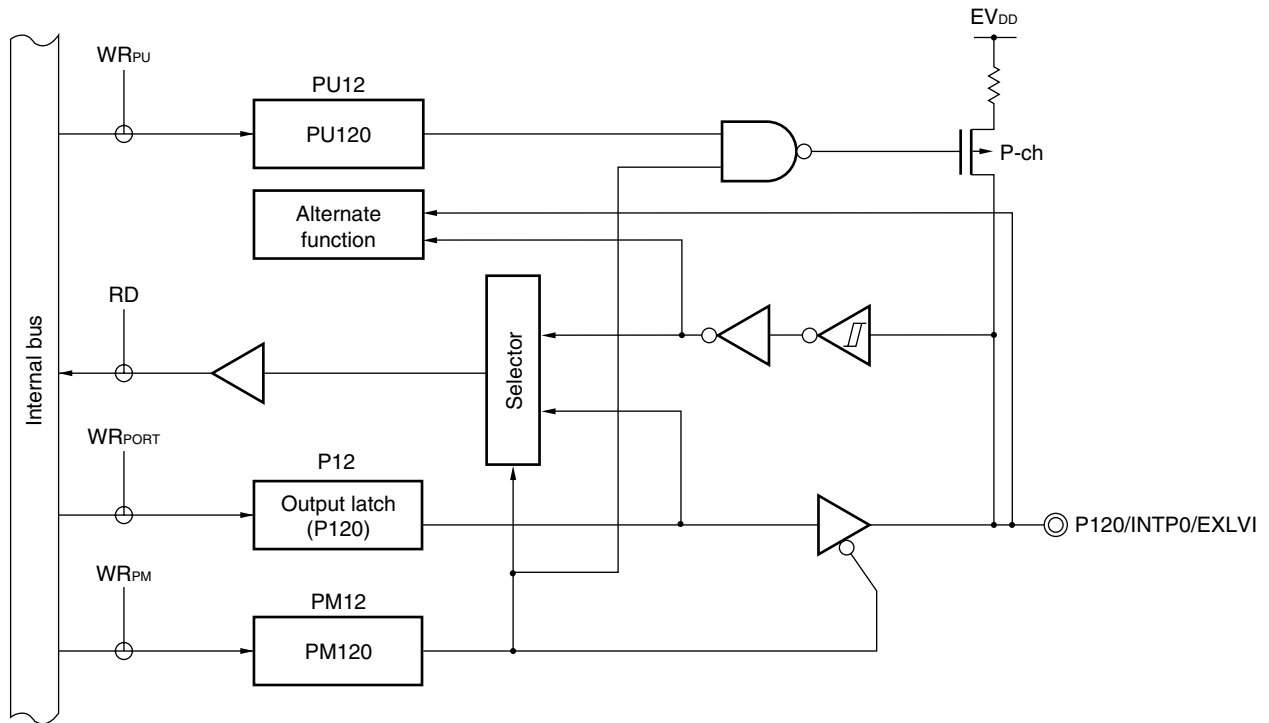 EVDD
WRPU
PU12
PU120
P-ch
Alternate
function
RD
Internal bus
Selector
WRPORT
P12
Output latch
(P120)
P120/INTP0/EXLVI
WRPM
PM12
PM120